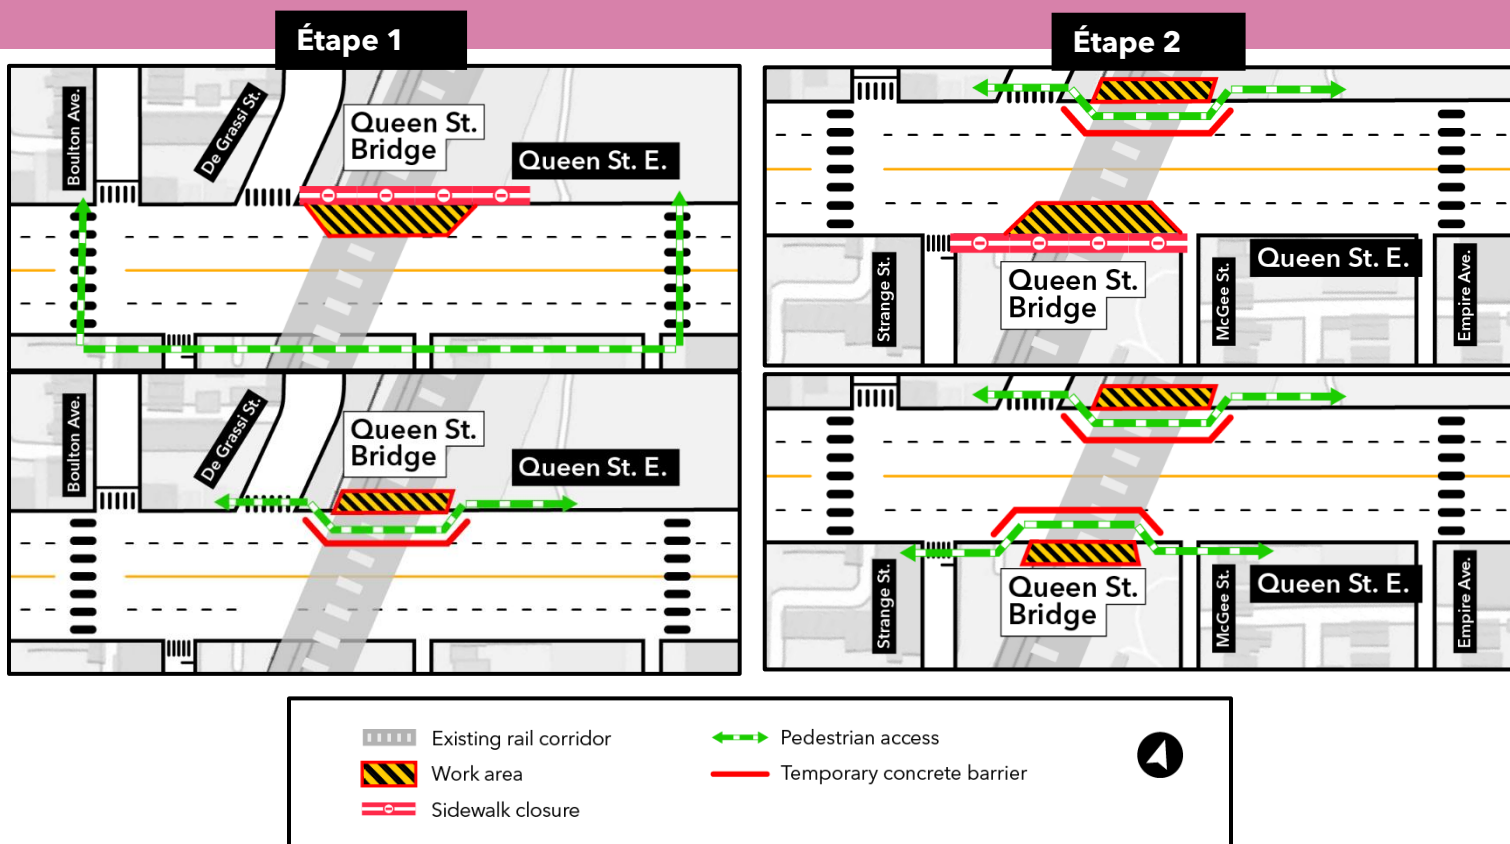 Étape 1
Étape 2
Boulton Ave.
De Grassi St.
Queen St.
Bridge
Queen St. E.
Boulton Ave.
De Grassi St.
Queen St.
Bridge
Queen St. E.
Strange St.
Queen St.
Bridge
McGee St.
Queen St. E.
Empire Ave.
Strange St.
Queen St.
Bridge
McGee St.
Queen St. E.
Empire Ave.
Existing rail corridor
Work area
Sidewalk closure
Pedestrian access
Temporary concrete barrier